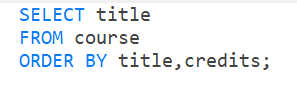 SELECT title
FROM course
ORDER BY title,credits;